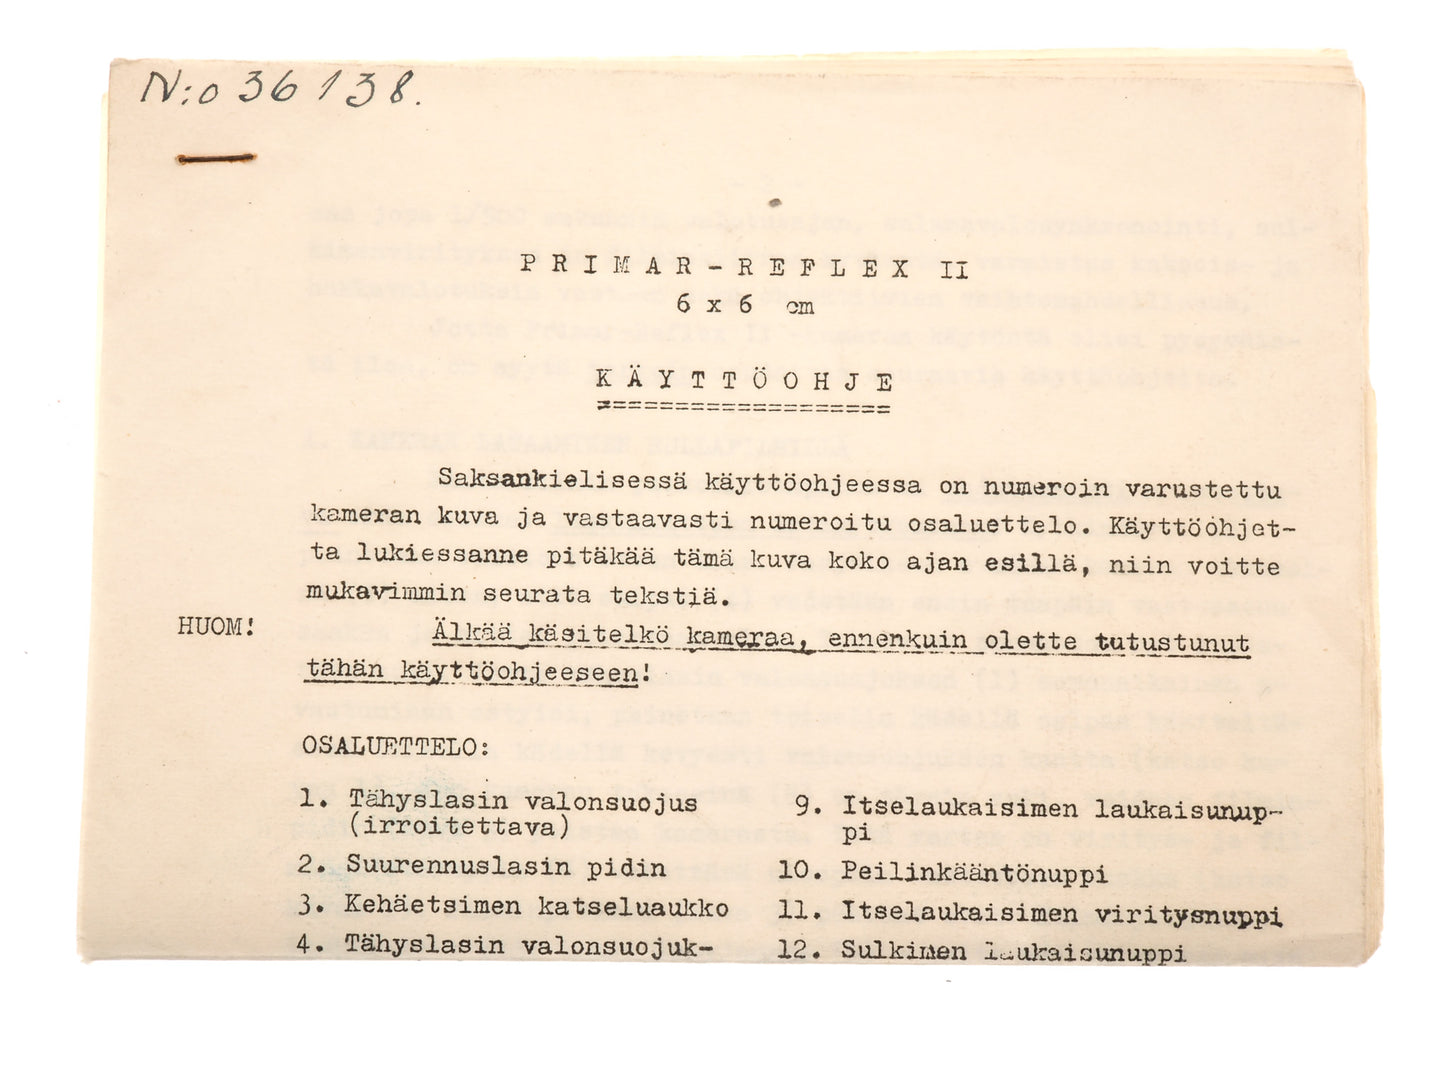 N:o 36138.
PRIMAR-REFLEX II
6 x 6 cm
KÄYTTÖOHJE
====================
Saksankielisessä käyttöohjeessa on numeroin varustettu
kameran kuva ja vastaavasti numeroitu osaluettelo. Käyttöohjet-
ta lukiessanne pitäkää tämä kuva koko ajan esillä, niin voitte
mukavimmin seurata tekstiä.
HUOM! Älkää käsitelkö kameraa, ennenkuin olette tutustunut
tähän käyttöohjeeseen!
OSALUETTELO:
1. Tähyslasin valonsuojus
(irroitettava)
2. Suurennuslasin pidin
3. Kehäetsimen katseluaukko
4. Tähyslasin valonsuojuk-
9. Itselaukaisimen laukaisunup-
pi
10. Peilinkääntönuppi
11. Itselaukaisimen viritysnuppi
12. Sulkimen laukaisunuppi